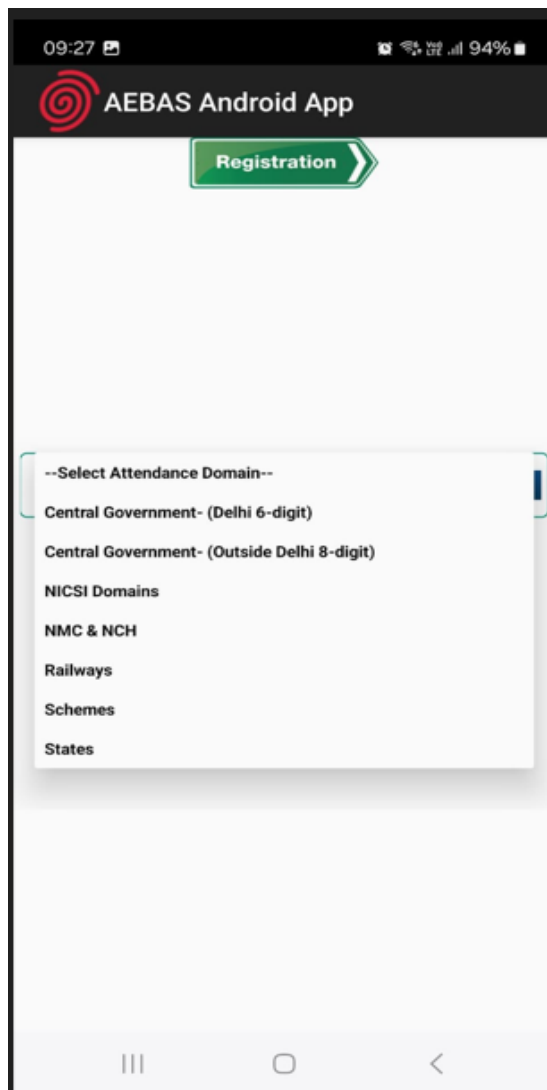 09:27 94%
AEBAS Android App
Registration
--Select Attendance Domain--
Central Government- (Delhi 6-digit)
Central Government- (Outside Delhi 8-digit)
NICSI Domains
NMC & NCH
Railways
Schemes
States